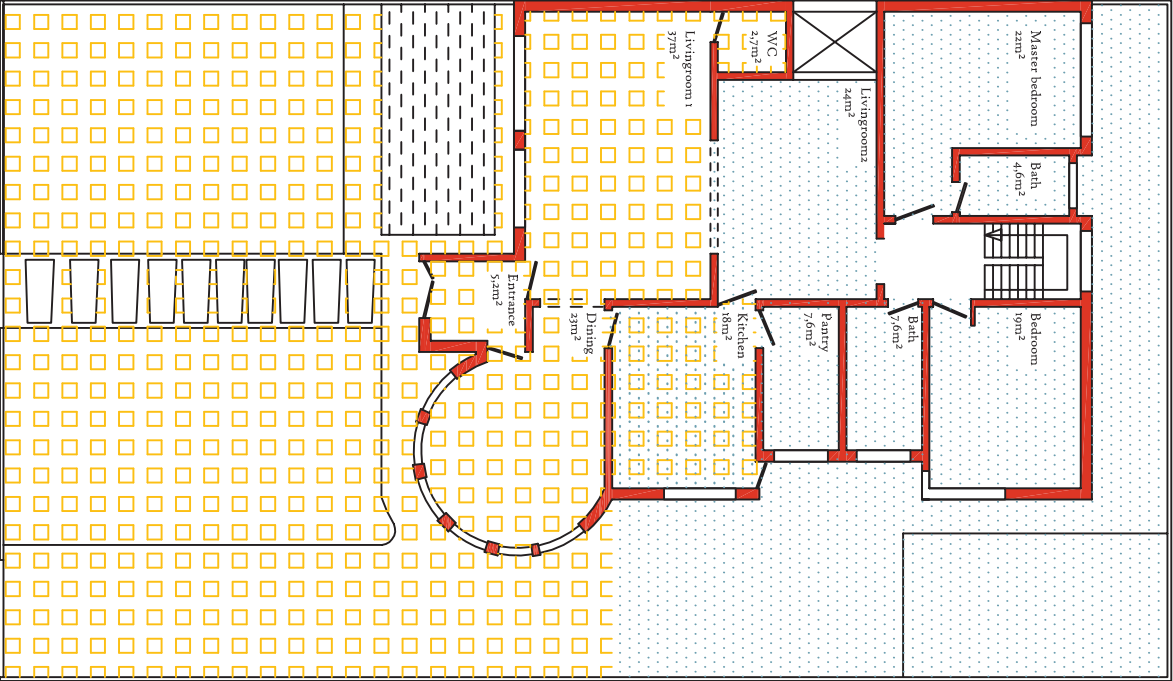 Livingroom 1
37m²
WC
2,7m²
Livingroom2
24m²
Master bedroom
22m²
Bath
4,6m²
Entrance
5,2m²
Dining
23m²
Kitchen
18m²
Pantry
7,6m²
Bath
7,6m²
Bedroom
19m²